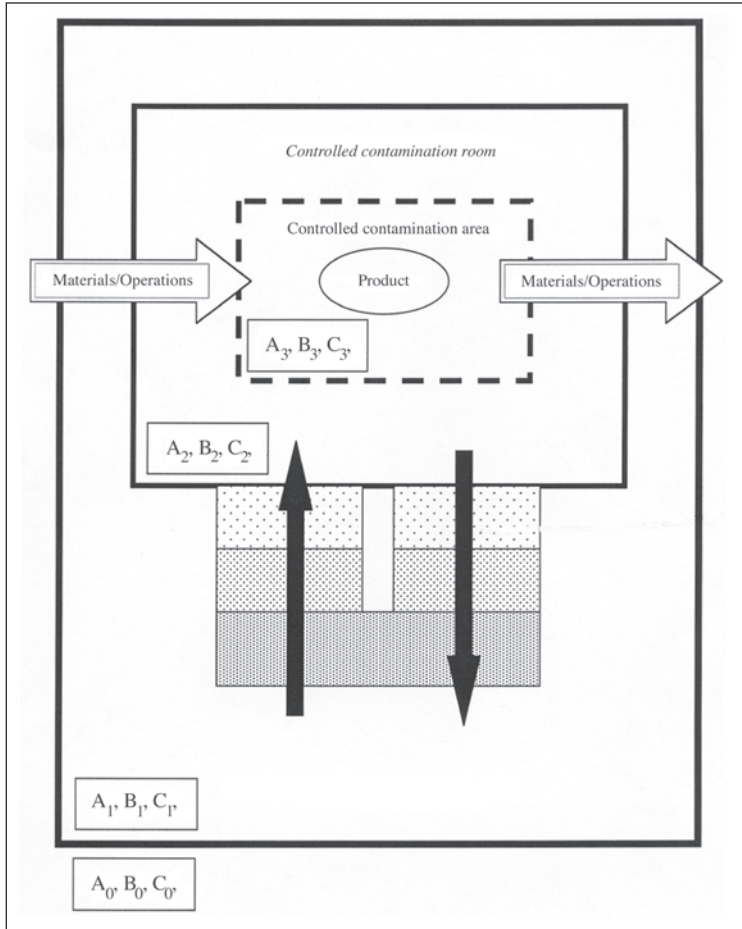 Controlled contamination room
Controlled contamination area
Materials/Operations
Product
Materials/Operations
A₃, B₃, C₃,
A₂, B₂, C₂,
A₁, B₁, C₁,
A₀, B₀, C₀,